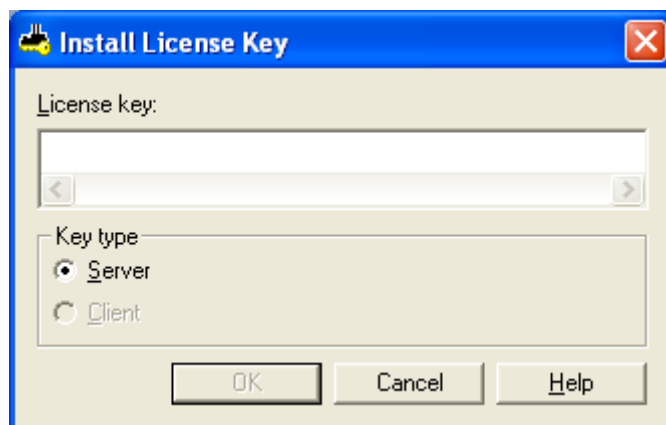 Install License Key
License key:
Key type
Server
Client
OK Cancel Help